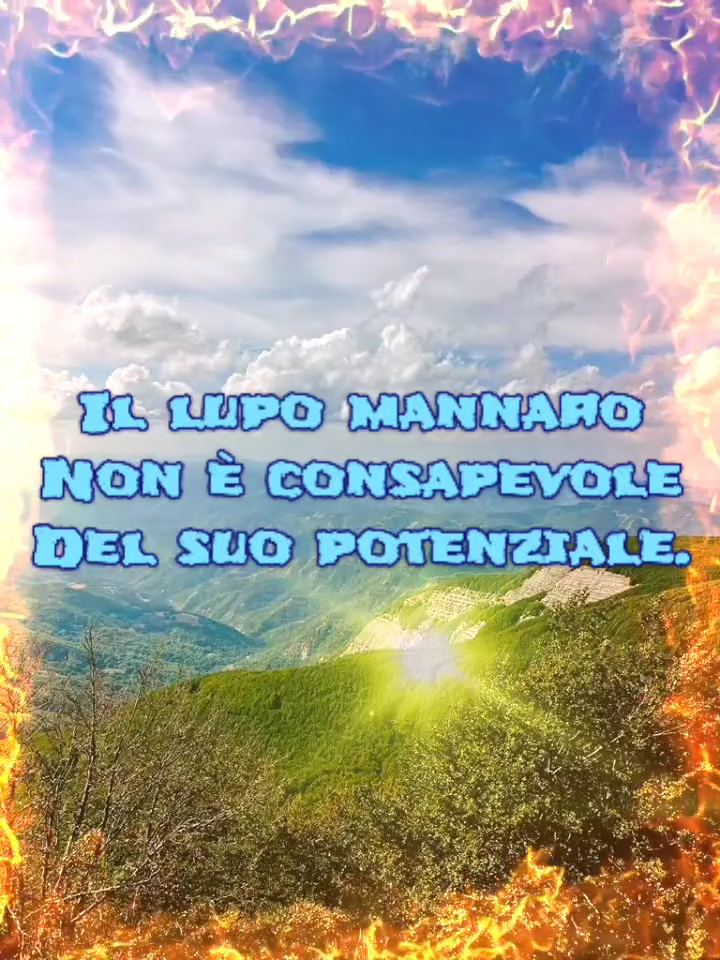 Il lupo mannaro
Non è consapevole
Del suo potenziale.